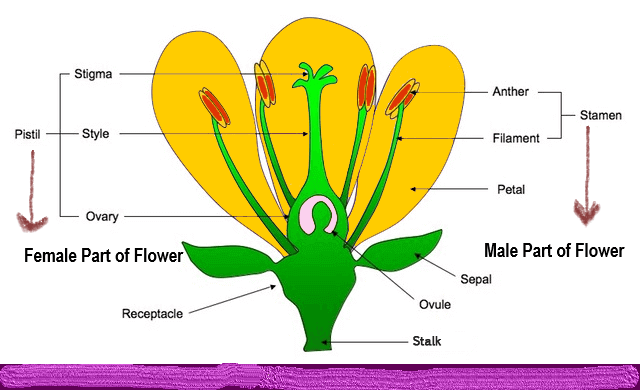 Stigma
Pistil
Style
Ovary
Female Part of Flower
Receptacle
Anther
Stamen
Filament
Petal
Male Part of Flower
Sepal
Ovule
Stalk